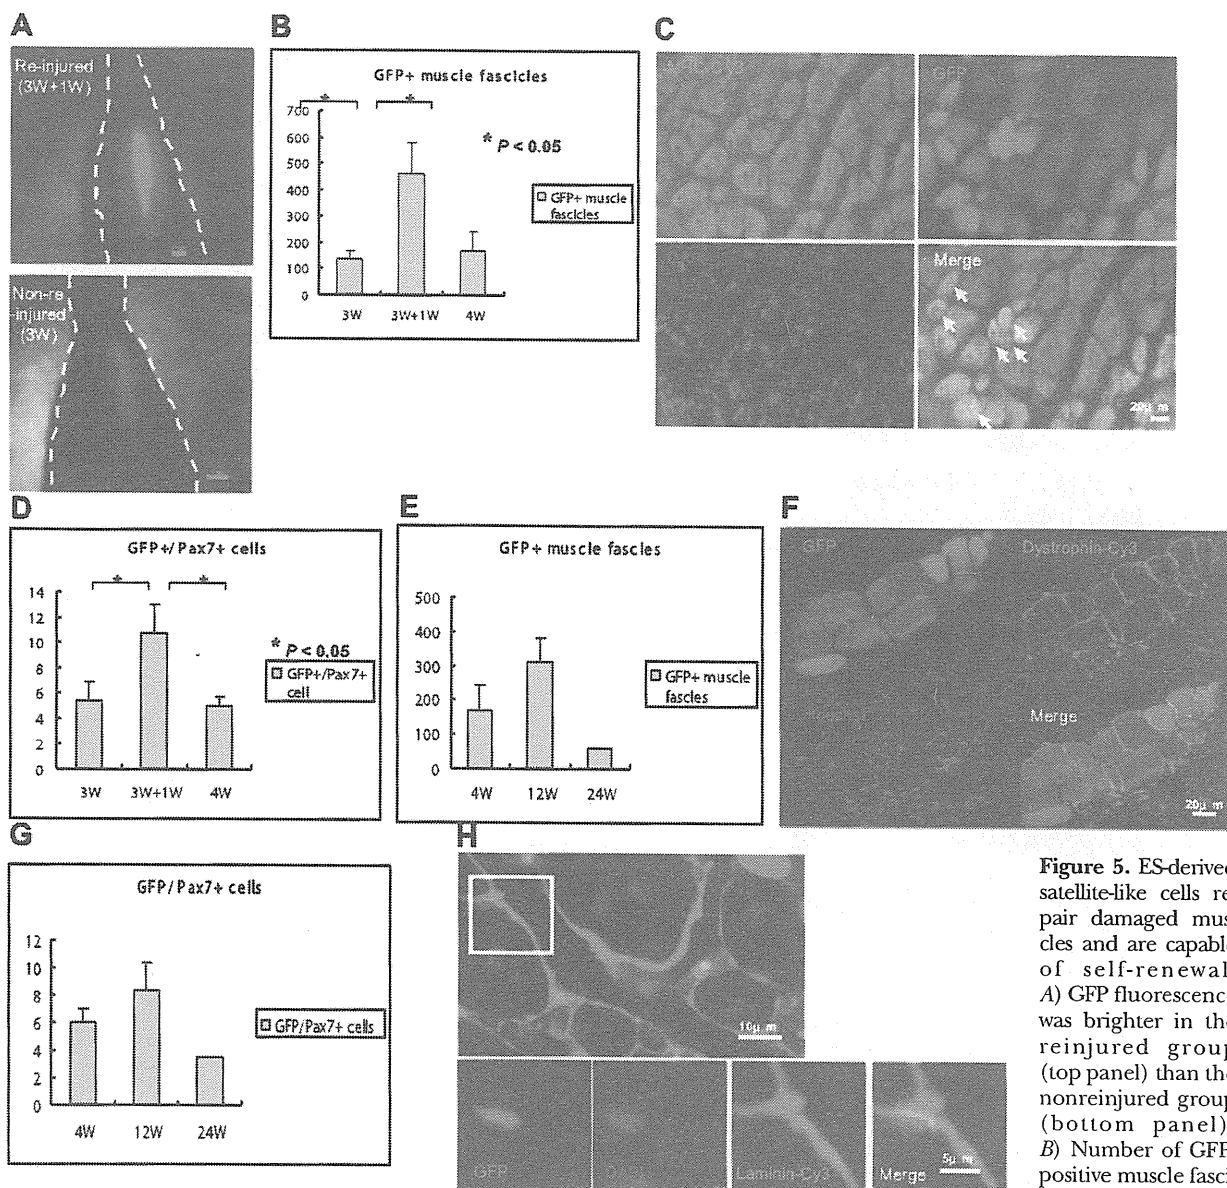 A
Re-injured
(3W+1W)
Non-re
-injured
(3W)
B
GFP+ muscle fascicles
* *
* P < 0.05
700
600
500
400
300
200
100
0
3W 3W+1W 4W
GFP+ muscle
fascicles
C
GFP
Merge
20μ m
D
GFP+/Pax7+ cells
* *
* P < 0.05
14
12
10
8
6
4
2
0
3W 3W+1W 4W
GFP+/Pax7+
cell
E
GFP+ muscle fascles
500
400
300
200
100
0
4W 12W 24W
GFP+ muscle
fascles
F
GFP
Dystrophin-Cy3
Merge
20μ m
G
GFP/Pax7+ cells
12
10
8
6
4
2
0
4W 12W 24W
GFP/Pax7+ cells
H
10μ m
GFP
Laminin-Cy3
Merge
5μ m
Figure 5. ES-derived
satellite-like cells re
pair damaged mus
cles and are capable
of self-renewal
A) GFP fluorescenc
was brighter in the
reinjured group
(top panel) than the
nonreinjured group
(bottom panel)
B) Number of GFP
positive muscle fasci